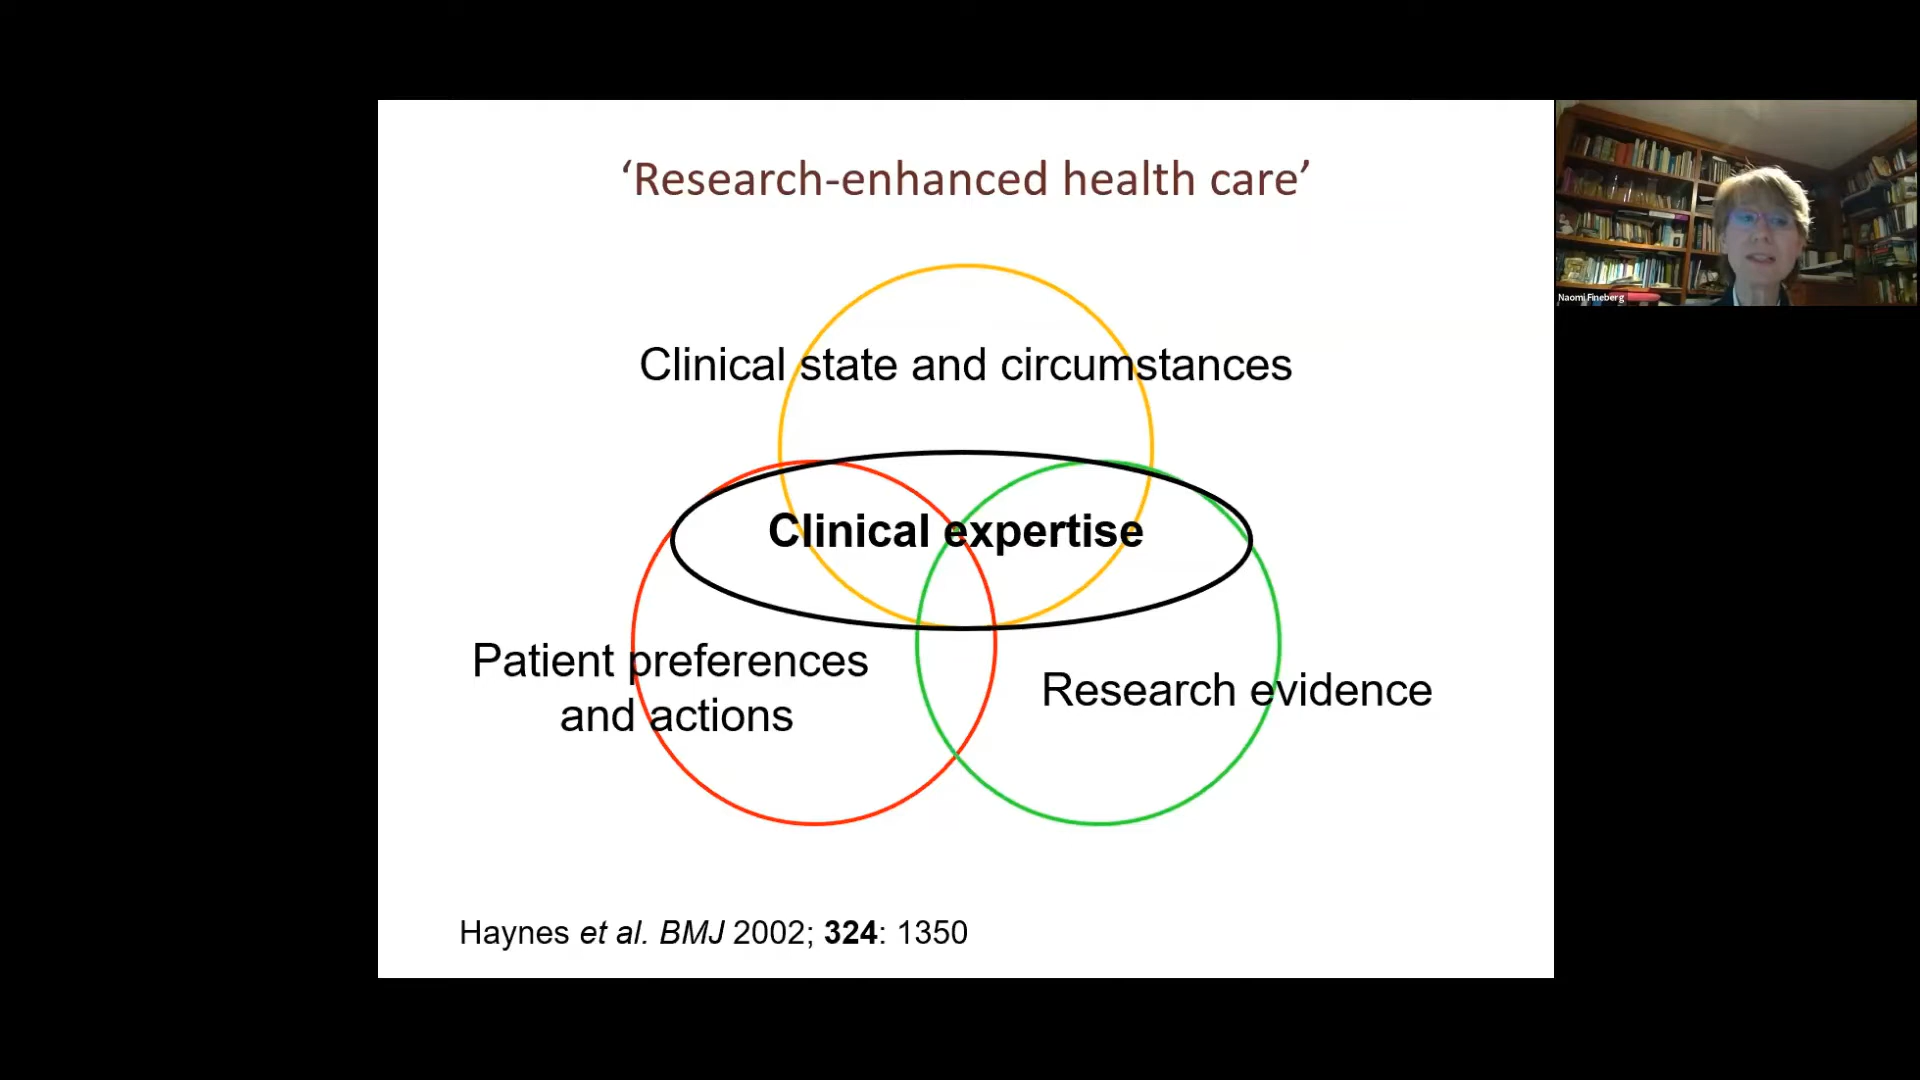 ‘Research-enhanced health care’
Clinical state and circumstances
Clinical expertise
Patient preferences
and actions
Research evidence
Haynes et al. BMJ 2002; 324: 1350
Naomi Fineberg